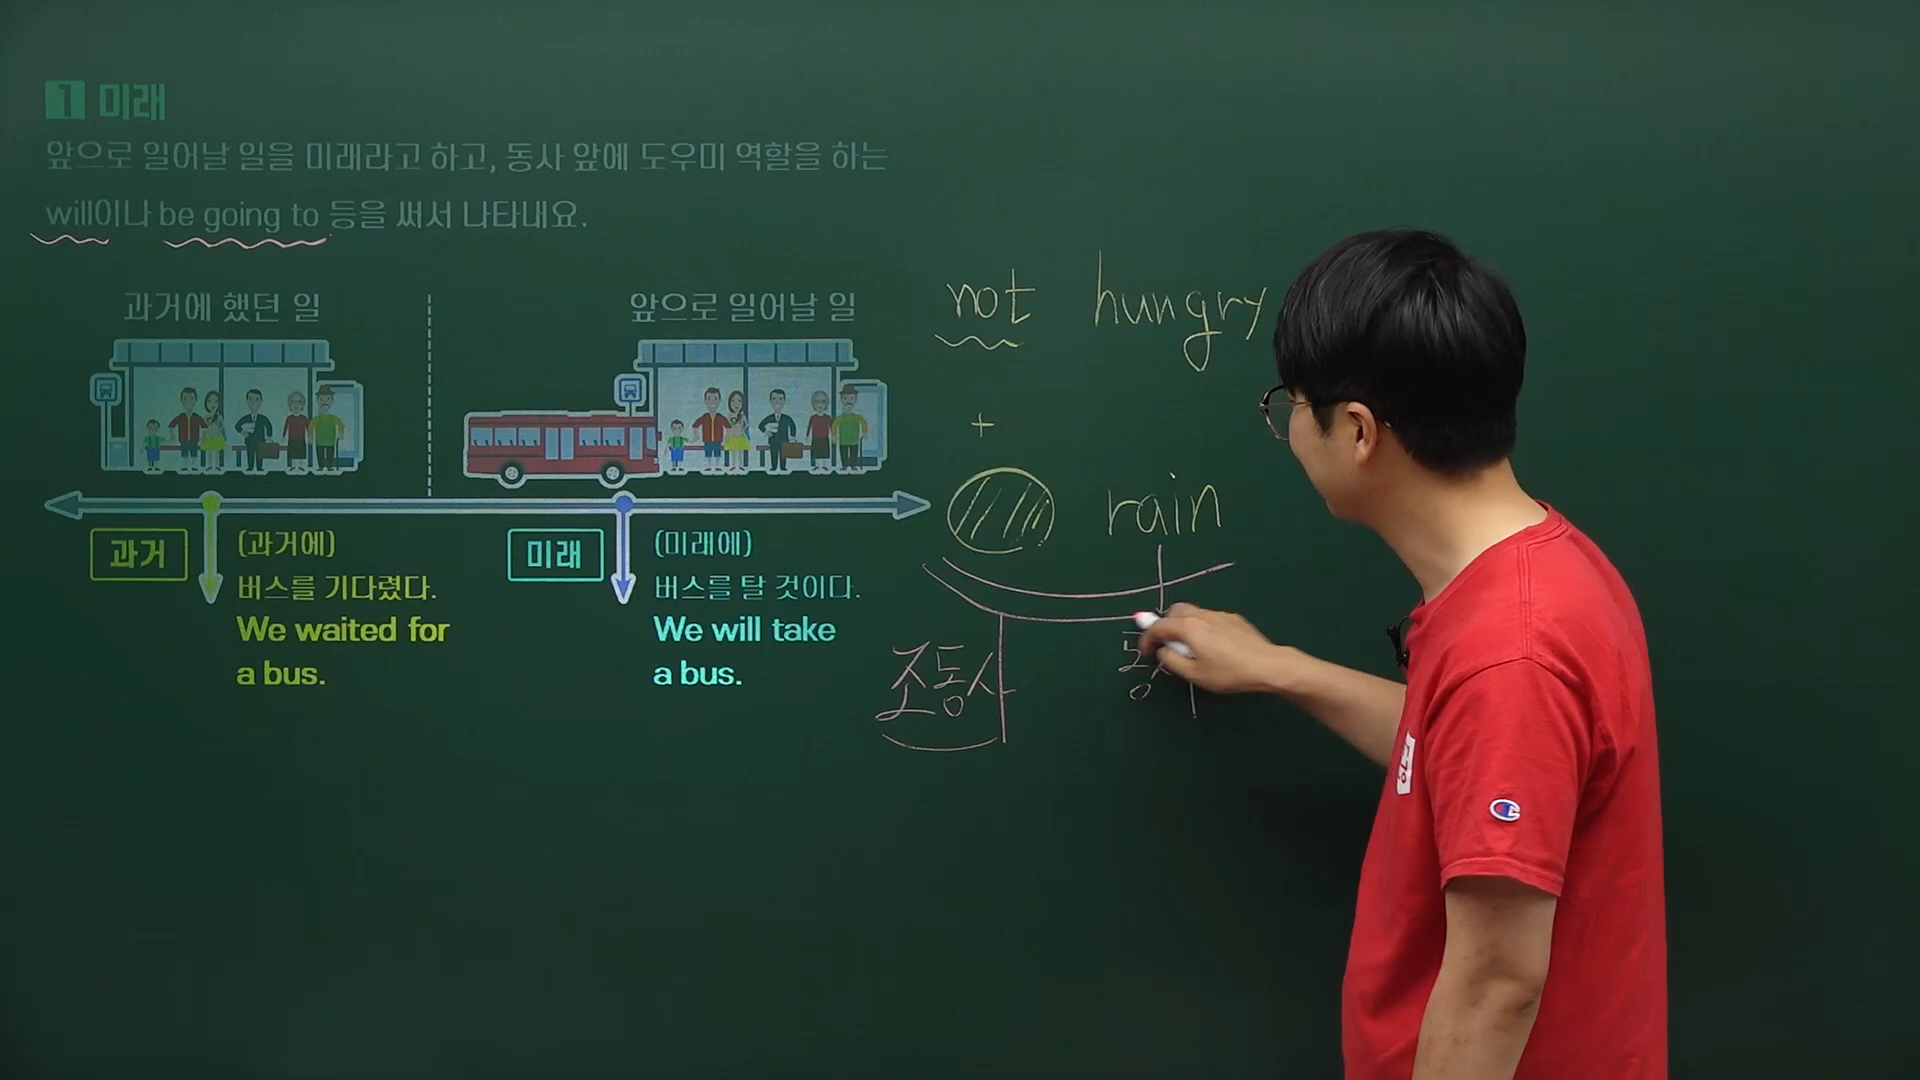 1 미래
앞으로 일어날 일을 미래라고 하고, 동사 앞에 도우미 역할을 하는
will이나 be going to 등을 써서 나타내요.
과거에 했던 일
앞으로 일어날 일
과거
(과거에)
버스를 기다렸다.
We waited for
a bus.
미래
(미래에)
버스를 탈 것이다.
We will take
a bus.
not hungry
+
rain
조동사